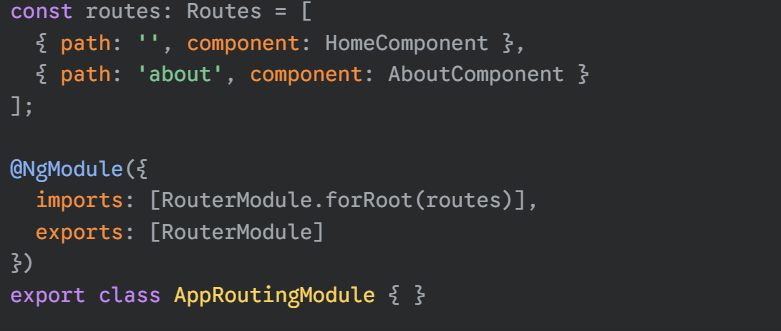 const routes: Routes = [
  { path: '', component: HomeComponent },
  { path: 'about', component: AboutComponent }
];

@NgModule({
  imports: [RouterModule.forRoot(routes)],
  exports: [RouterModule]
})
export class AppRoutingModule { }